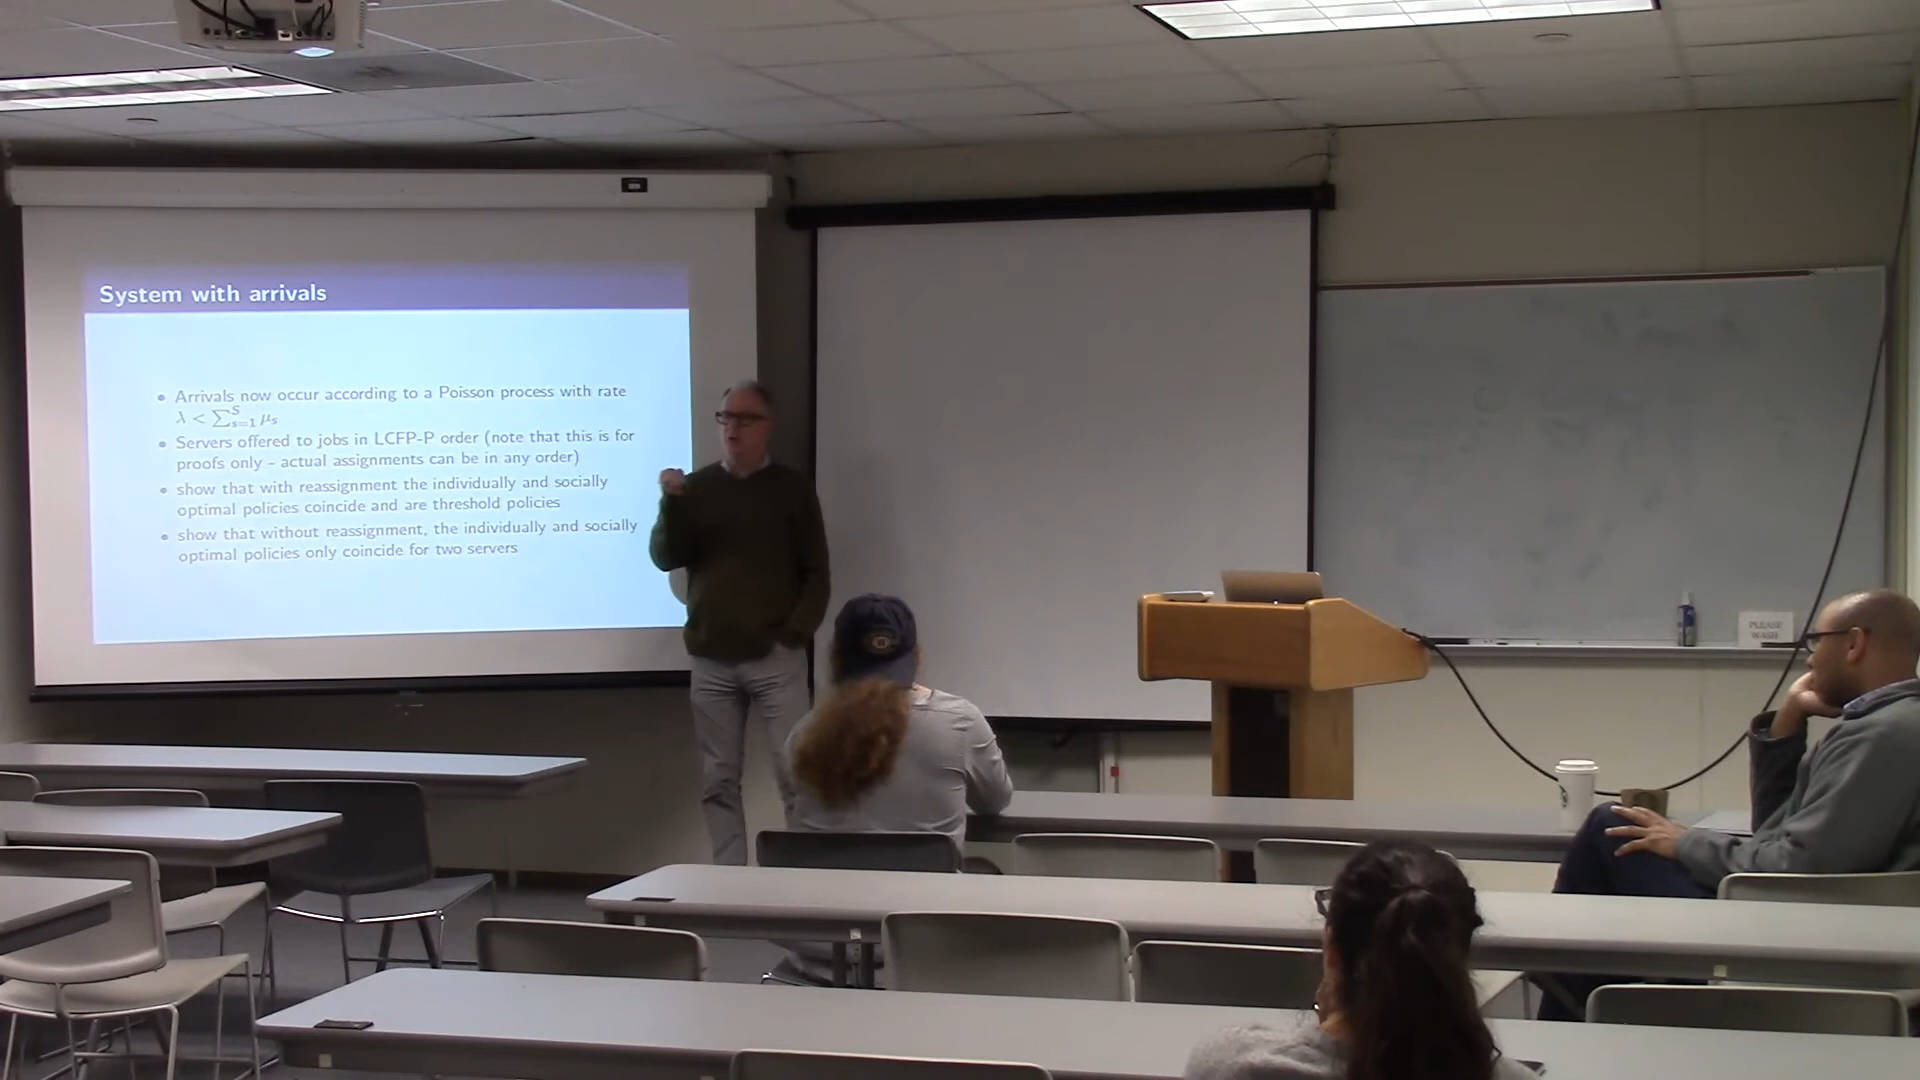 System with arrivals
• Arrivals now occur according to a Poisson process with rate
λ < ∑ₛ₌₁ˢ μₛ
• Servers offered to jobs in LCFP-P order (note that this is for
proofs only – actual assignments can be in any order)
• show that with reassignment the individually and socially
optimal policies coincide and are threshold policies
• show that without reassignment, the individually and socially
optimal policies only coincide for two servers
PLEASE
WASH